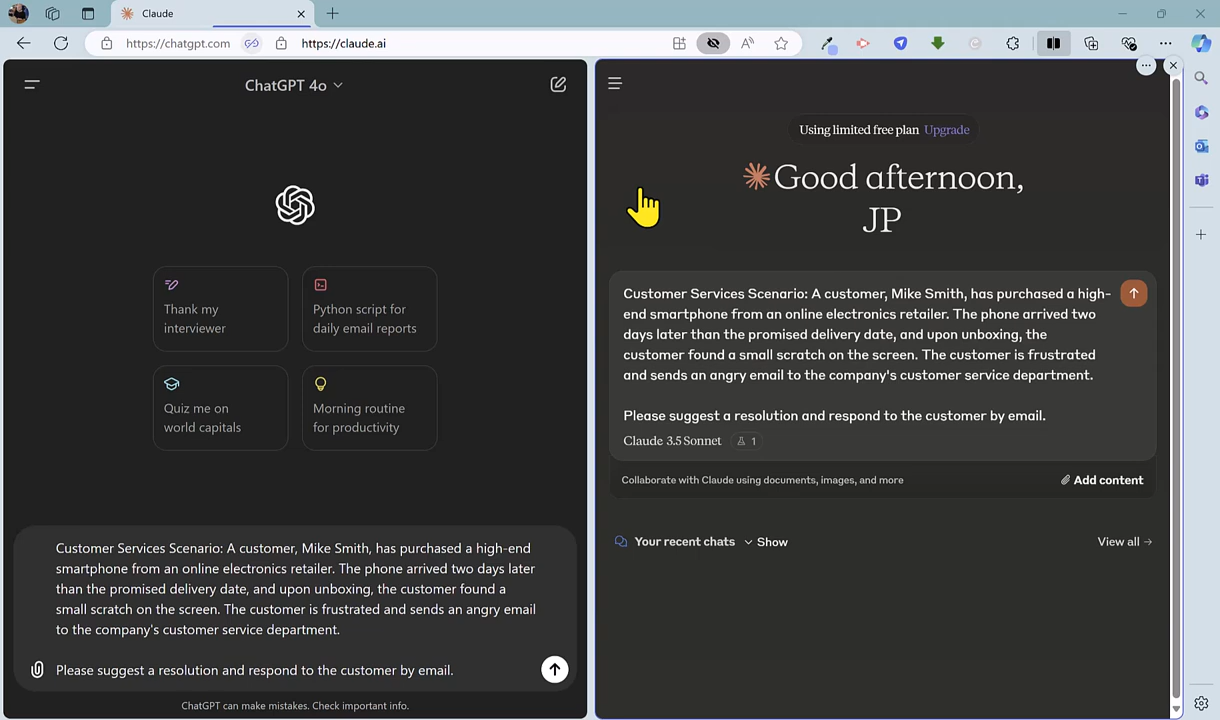 Claude
https://chatgpt.com
https://claude.ai
ChatGPT 4o
Thank my
interviewer
Python script for
daily email reports
Quiz me on
world capitals
Morning routine
for productivity
Customer Services Scenario: A customer, Mike Smith, has purchased a high-end
smartphone from an online electronics retailer. The phone arrived two days later
than the promised delivery date, and upon unboxing, the customer found a
small scratch on the screen. The customer is frustrated and sends an angry email
to the company's customer service department.
Please suggest a resolution and respond to the customer by email.
ChatGPT can make mistakes. Check important info.
Using limited free plan Upgrade
Good afternoon,
JP
Customer Services Scenario: A customer, Mike Smith, has purchased a high-
end smartphone from an online electronics retailer. The phone arrived two
days later than the promised delivery date, and upon unboxing, the
customer found a small scratch on the screen. The customer is frustrated
and sends an angry email to the company's customer service department.
Please suggest a resolution and respond to the customer by email.
Claude 3.5 Sonnet 1
Collaborate with Claude using documents, images, and more Add content
Your recent chats Show View all